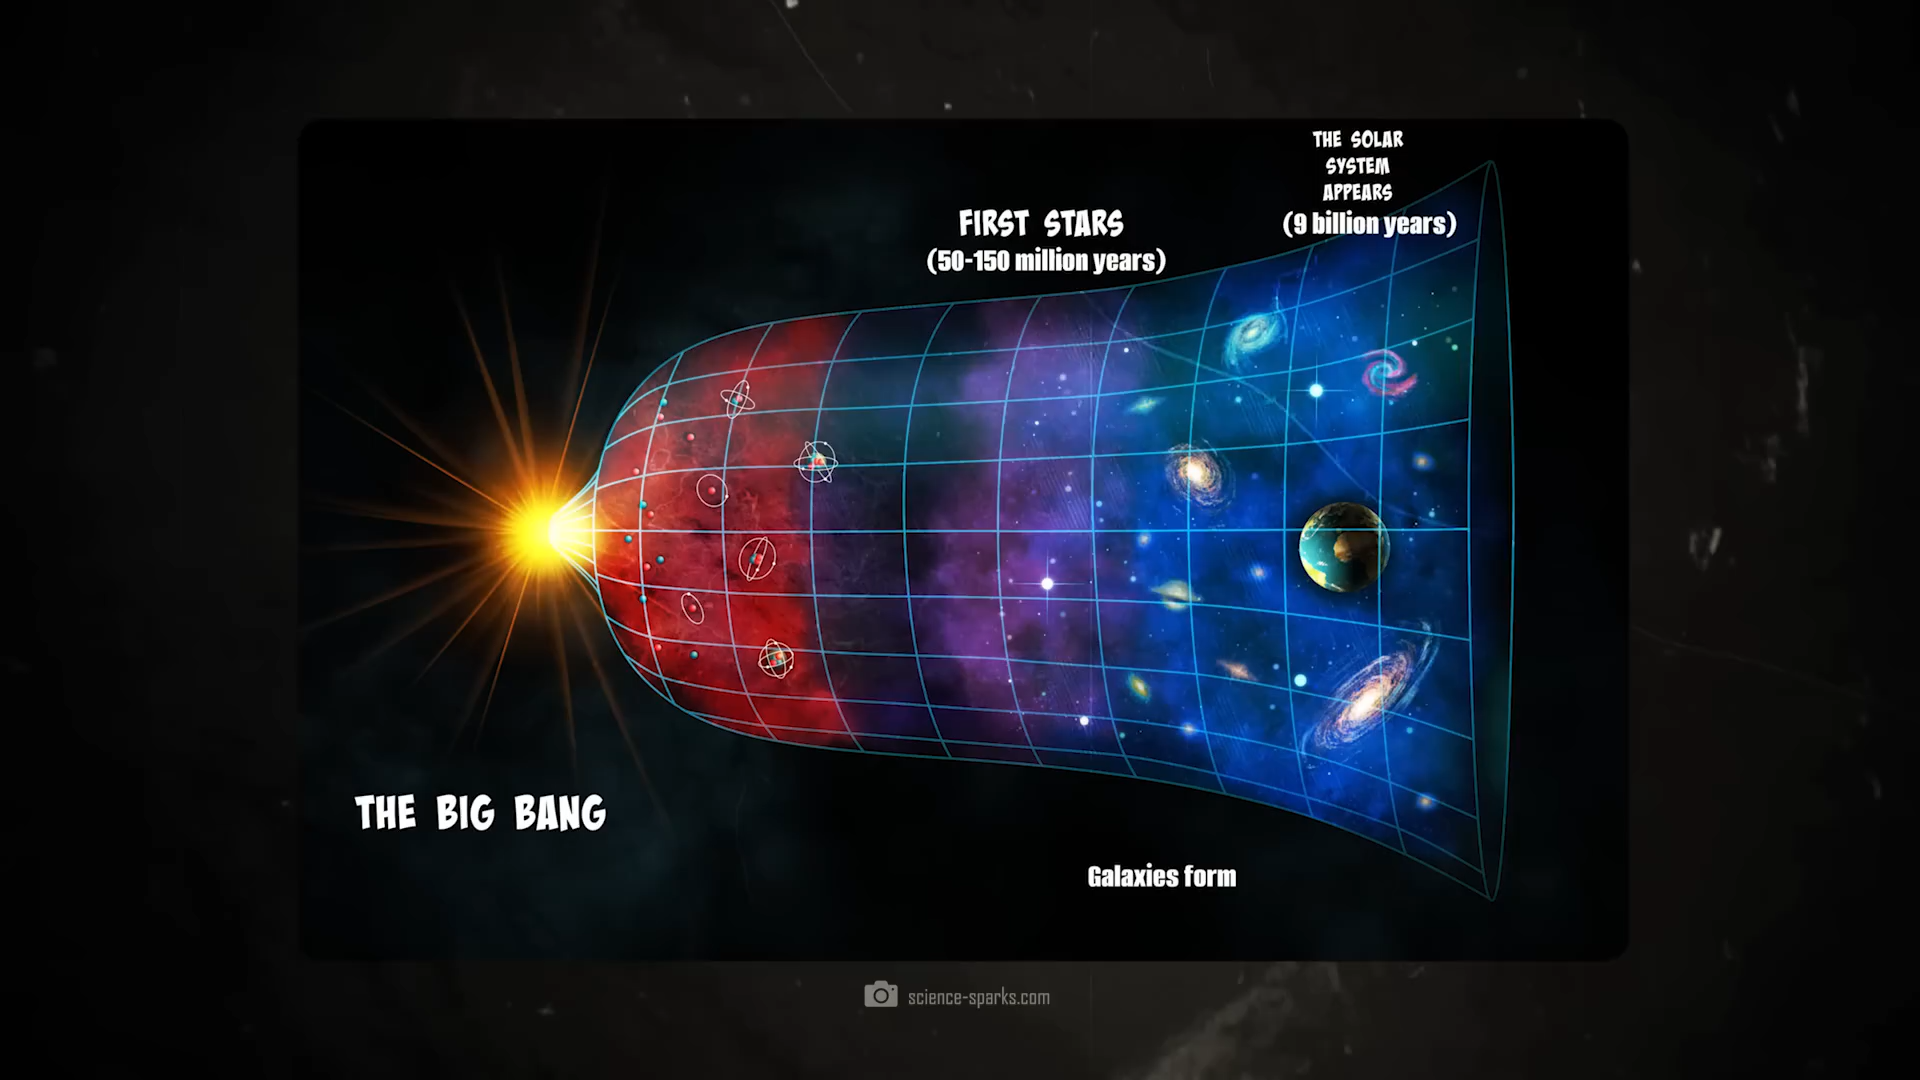 THE SOLAR
SYSTEM
APPEARS
(9 billion years)
FIRST STARS
(50-150 million years)
THE BIG BANG
Galaxies form
science-sparks.com